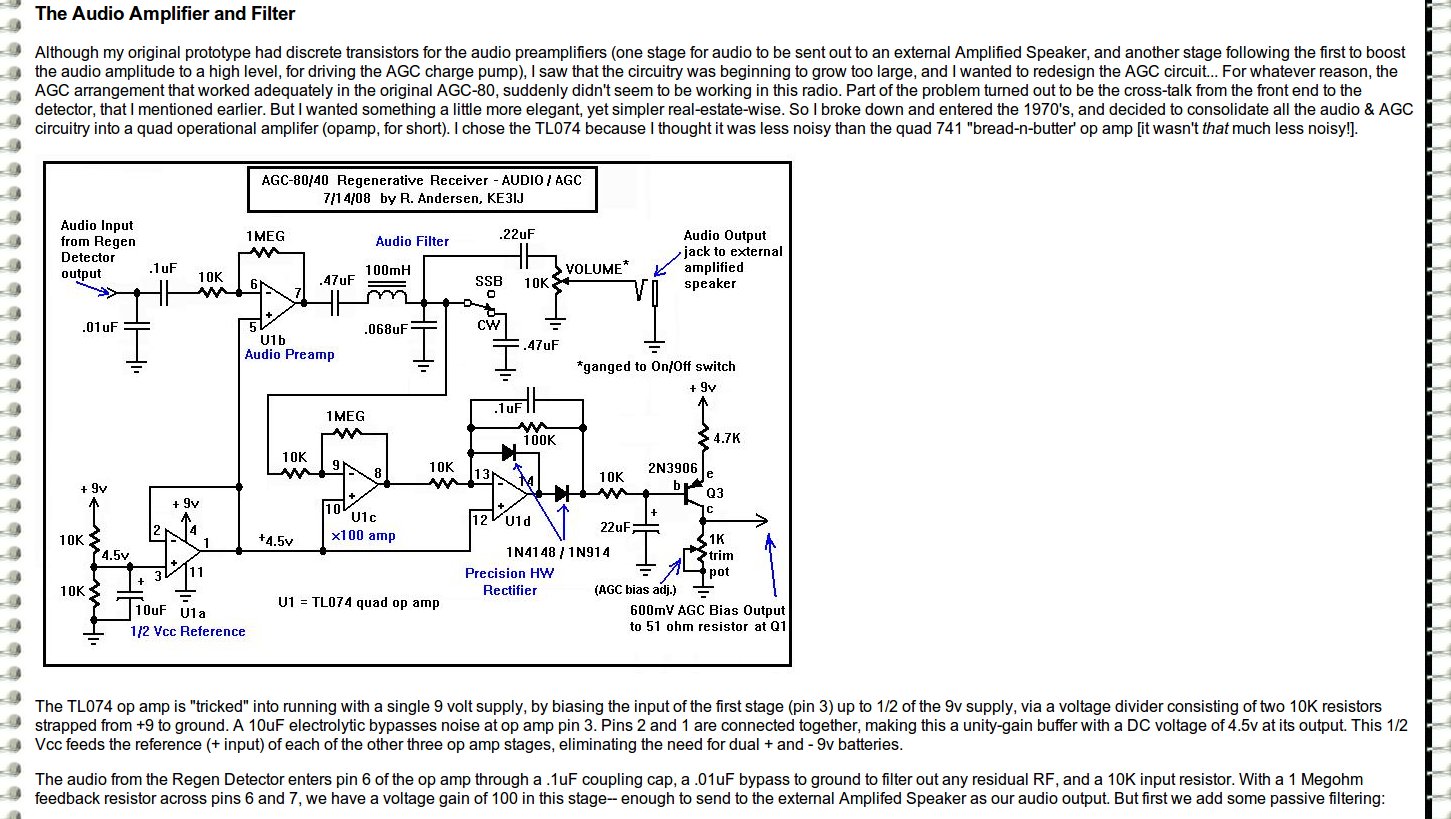 The Audio Amplifier and Filter
Although my original prototype had discrete transistors for the audio preamplifiers (one stage for audio to be sent out to an external Amplified Speaker, and another stage following the first to boost
the audio amplitude to a high level, for driving the AGC charge pump), I saw that the circuitry was beginning to grow too large, and I wanted to redesign the AGC circuit... For whatever reason, the
AGC arrangement that worked adequately in the original AGC-80, suddenly didn't seem to be working in this radio. Part of the problem turned out to be the cross-talk from the front end to the
detector, that I mentioned earlier. But I wanted something a little more elegant, yet simpler real-estate-wise. So I broke down and entered the 1970's, and decided to consolidate all the audio & AGC
circuitry into a quad operational amplifer (opamp, for short). I chose the TL074 because I thought it was less noisy than the quad 741 "bread-n-butter' op amp [it wasn't that much less noisy!].
AGC-80/40 Regenerative Receiver - AUDIO / AGC
7/14/08 by R. Andersen, KE3IJ
Audio Input
from Regen
Detector
output
.1uF
10K
1MEG
.01uF
6
-
7
+
5
U1b
Audio Preamp
.47uF
Audio Filter
100mH
.068uF
SSB
CW
.47uF
.22uF
10K
VOLUME*
Audio Output
jack to external
amplified
speaker
*ganged to On/Off switch
+ 9v
4.7K
2N3906
e
b
Q3
c
1MEG
10K
9
-
8
+
10
U1c
x100 amp
10K
.1uF
100K
13
-
14
+
12
U1d
10K
22uF
+
1N4148 / 1N914
Precision HW
Rectifier
1K
trim
pot
(AGC bias adj.)
600mV AGC Bias Output
to 51 ohm resistor at Q1
+ 9v
10K
4.5v
10K
+
10uF
+ 9v
2
-
4
1
+
3
11
U1a
1/2 Vcc Reference
+4.5v
U1 = TL074 quad op amp
The TL074 op amp is "tricked" into running with a single 9 volt supply, by biasing the input of the first stage (pin 3) up to 1/2 of the 9v supply, via a voltage divider consisting of two 10K resistors
strapped from +9 to ground. A 10uF electrolytic bypasses noise at op amp pin 3. Pins 2 and 1 are connected together, making this a unity-gain buffer with a DC voltage of 4.5v at its output. This 1/2
Vcc feeds the reference (+ input) of each of the other three op amp stages, eliminating the need for dual + and - 9v batteries.
The audio from the Regen Detector enters pin 6 of the op amp through a .1uF coupling cap, a .01uF bypass to ground to filter out any residual RF, and a 10K input resistor. With a 1 Megohm
feedback resistor across pins 6 and 7, we have a voltage gain of 100 in this stage-- enough to send to the external Amplifed Speaker as our audio output. But first we add some passive filtering: